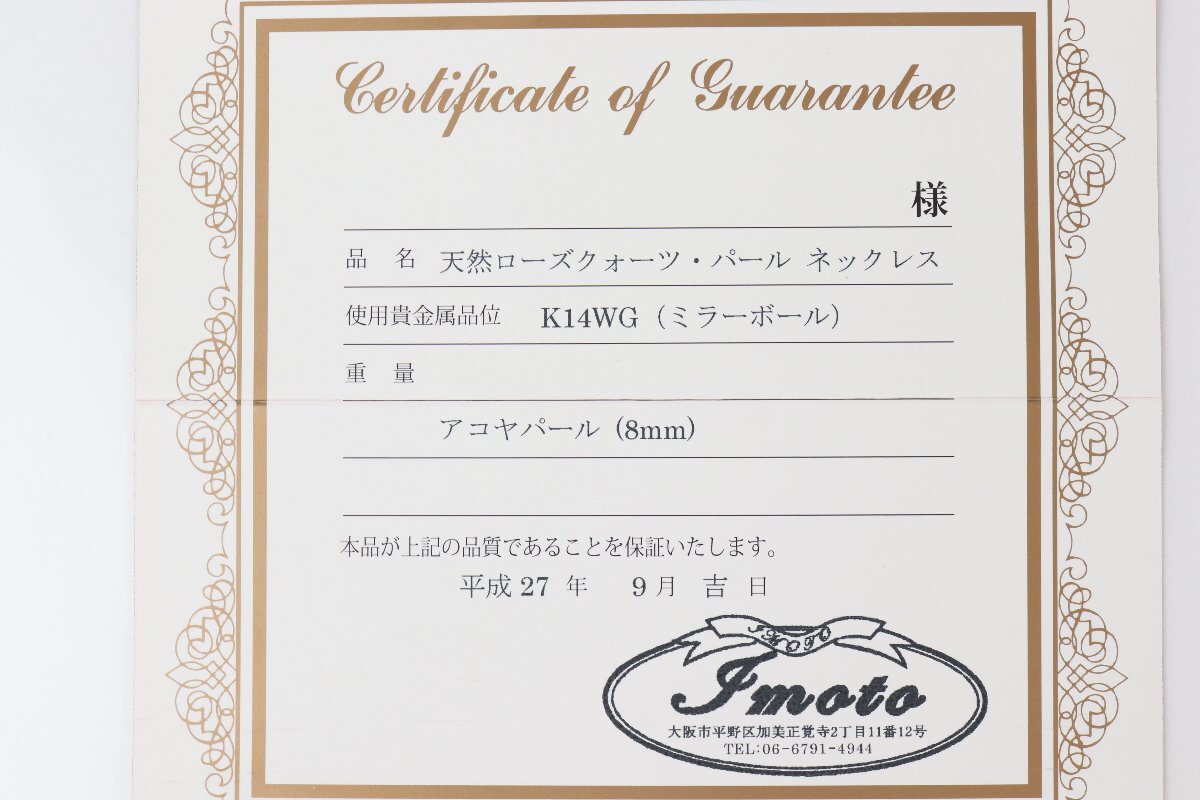 Certificate of Guarantee
様
品 名 天然ローズクォーツ・パール ネックレス
使用貴金属品位 K14WG (ミラーボール)
重 量
アコヤパール (8mm)
本品が上記の品質であることを保証いたします。
平成 27 年 9 月 吉 日
IMOTO
Imoto
大阪市平野区加美正覚寺2丁目11番12号
TEL:06-6791-4944